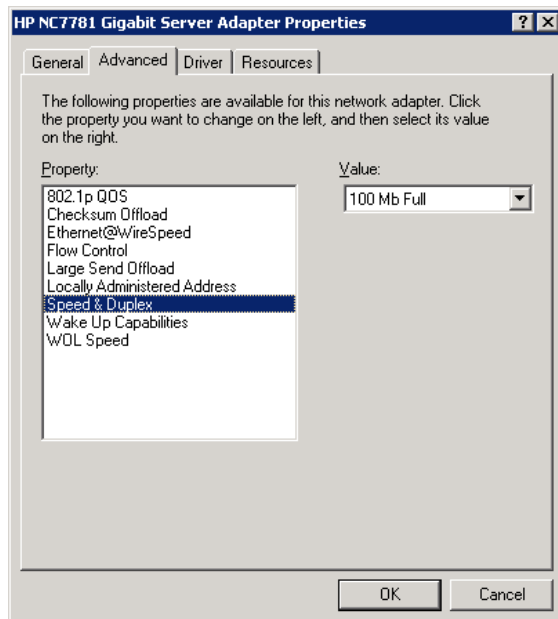 HP NC7781 Gigabit Server Adapter Properties
General Advanced Driver Resources
The following properties are available for this network adapter. Click
the property you want to change on the left, and then select its value
on the right.
Property:
802.1p QOS
Checksum Offload
Ethernet@WireSpeed
Flow Control
Large Send Offload
Locally Administered Address
Speed & Duplex
Wake Up Capabilities
WOL Speed
Value:
100 Mb Full
OK Cancel